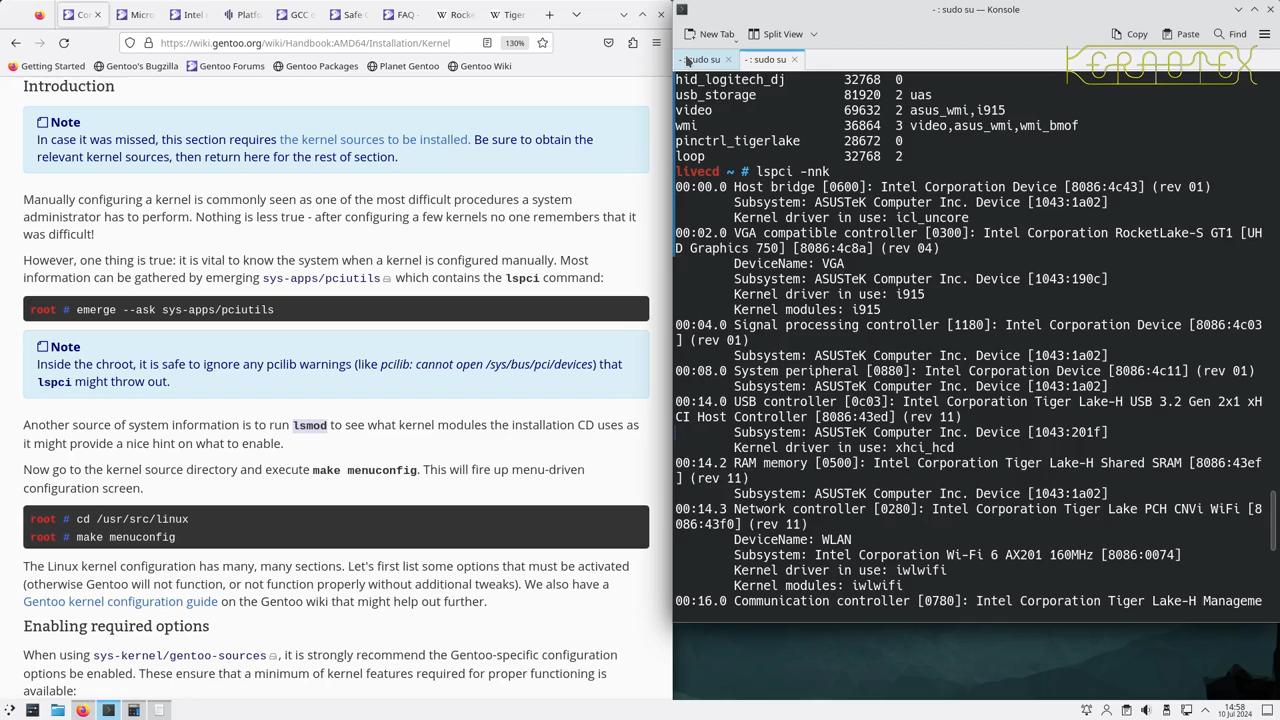 Cor
Micro
Intel r
Platfo
GCC o
Safe C
FAQ -
Rocke
Tiger
https://wiki.gentoo.org/wiki/Handbook:AMD64/Installation/Kernel
130%
Getting Started
Gentoo's Bugzilla
Gentoo Forums
Gentoo Packages
Planet Gentoo
Gentoo Wiki
Introduction
Note
In case it was missed, this section requires the kernel sources to be installed. Be sure to obtain the
relevant kernel sources, then return here for the rest of section.
Manually configuring a kernel is commonly seen as one of the most difficult procedures a system
administrator has to perform. Nothing is less true - after configuring a few kernels no one remembers that it
was difficult!
However, one thing is true: it is vital to know the system when a kernel is configured manually. Most
information can be gathered by emerging sys-apps/pciutils which contains the lspci command:
root # emerge --ask sys-apps/pciutils
Note
Inside the chroot, it is safe to ignore any pcilib warnings (like pcilib: cannot open /sys/bus/pci/devices) that
lspci might throw out.
Another source of system information is to run lsmod to see what kernel modules the installation CD uses as
it might provide a nice hint on what to enable.
Now go to the kernel source directory and execute make menuconfig. This will fire up menu-driven
configuration screen.
root # cd /usr/src/linux
root # make menuconfig
The Linux kernel configuration has many, many sections. Let's first list some options that must be activated
(otherwise Gentoo will not function, or not function properly without additional tweaks). We also have a
Gentoo kernel configuration guide on the Gentoo wiki that might help out further.
Enabling required options
When using sys-kernel/gentoo-sources, it is strongly recommend the Gentoo-specific configuration
options be enabled. These ensure that a minimum of kernel features required for proper functioning is
available:
- : sudo su — Konsole
New Tab
Split View
Copy
Paste
Find
- : sudo su
- : sudo su
KERNOTEX
hid_logitech_dj 32768 0
usb_storage 81920 2 uas
video 69632 2 asus_wmi,i915
wmi 36864 3 video,asus_wmi,wmi_bmof
pinctrl_tigerlake 28672 0
loop 32768 2
livecd ~ # lspci -nnk
00:00.0 Host bridge [0600]: Intel Corporation Device [8086:4c43] (rev 01)
Subsystem: ASUSTeK Computer Inc. Device [1043:1a02]
Kernel driver in use: icl_uncore
00:02.0 VGA compatible controller [0300]: Intel Corporation RocketLake-S GT1 [UH
D Graphics 750] [8086:4c8a] (rev 04)
DeviceName: VGA
Subsystem: ASUSTeK Computer Inc. Device [1043:190c]
Kernel driver in use: i915
Kernel modules: i915
00:04.0 Signal processing controller [1180]: Intel Corporation Device [8086:4c03
] (rev 01)
Subsystem: ASUSTeK Computer Inc. Device [1043:1a02]
00:08.0 System peripheral [0880]: Intel Corporation Device [8086:4c11] (rev 01)
Subsystem: ASUSTeK Computer Inc. Device [1043:1a02]
00:14.0 USB controller [0c03]: Intel Corporation Tiger Lake-H USB 3.2 Gen 2x1 xH
CI Host Controller [8086:43ed] (rev 11)
Subsystem: ASUSTeK Computer Inc. Device [1043:201f]
Kernel driver in use: xhci_hcd
00:14.2 RAM memory [0500]: Intel Corporation Tiger Lake-H Shared SRAM [8086:43ef
] (rev 11)
Subsystem: ASUSTeK Computer Inc. Device [1043:1a02]
00:14.3 Network controller [0280]: Intel Corporation Tiger Lake PCH CNVi WiFi [8
086:43f0] (rev 11)
DeviceName: WLAN
Subsystem: Intel Corporation Wi-Fi 6 AX201 160MHz [8086:0074]
Kernel driver in use: iwlwifi
Kernel modules: iwlwifi
00:16.0 Communication controller [0780]: Intel Corporation Tiger Lake-H Manageme
14:58
10 Jul 2024